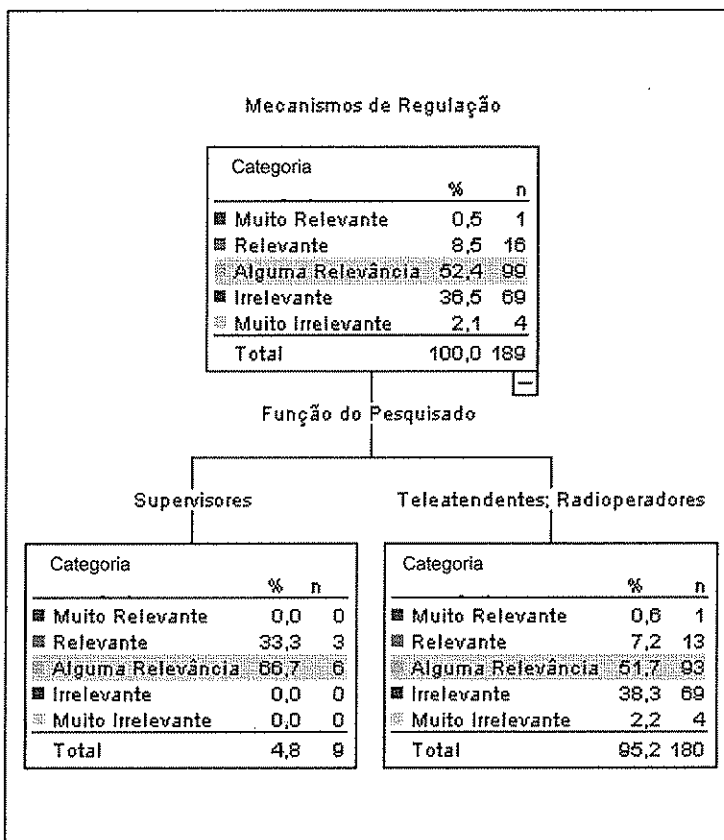 Mecanismos de Regulação
Categoria
% n
Muito Relevante 0,5 1
Relevante 8,5 16
Alguma Relevância 52,4 99
Irrelevante 36,5 69
Muito Irrelevante 2,1 4
Total 100,0 189
Função do Pesquisado
Supervisores
Categoria
% n
Muito Relevante 0,0 0
Relevante 33,3 3
Alguma Relevância 66,7 6
Irrelevante 0,0 0
Muito Irrelevante 0,0 0
Total 4,8 9
Teleatendentes; Radioperadores
Categoria
% n
Muito Relevante 0,6 1
Relevante 7,2 13
Alguma Relevância 51,7 93
Irrelevante 38,3 69
Muito Irrelevante 2,2 4
Total 95,2 180